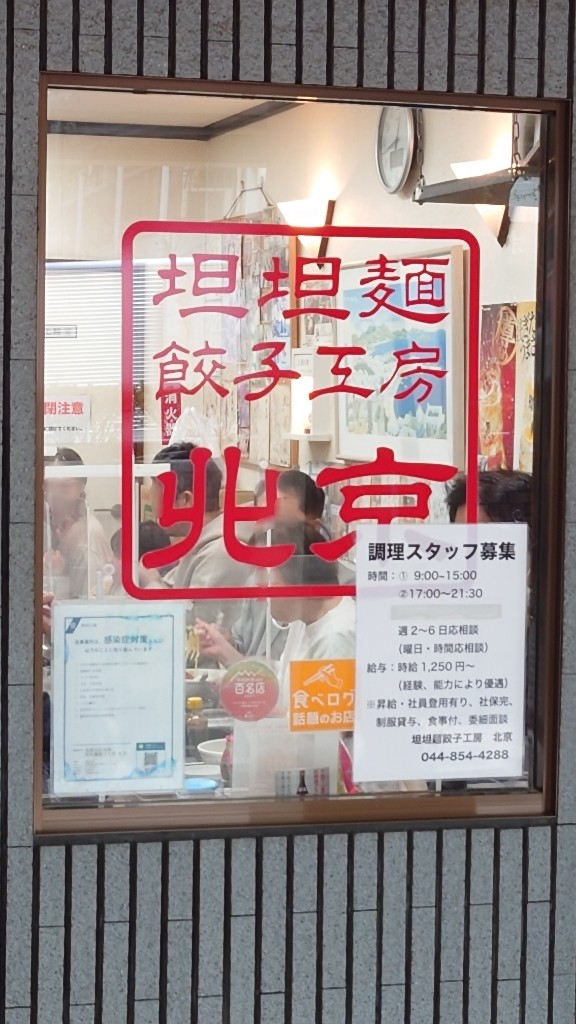 坦坦麺
餃子工房
北京
閉注意
消火器
感染症対策
百名店
食べログ
話題のお店
調理スタッフ募集
時間：① 9:00~15:00
②17:00~21:30
週2~6日応相談
（曜日・時間応相談）
給与：時給1,250円~
（経験、能力により優遇）
※昇給・社員登用有り、社保完、
制服貸与、食事付、委細面談
坦坦麺餃子工房 北京
044-854-4288